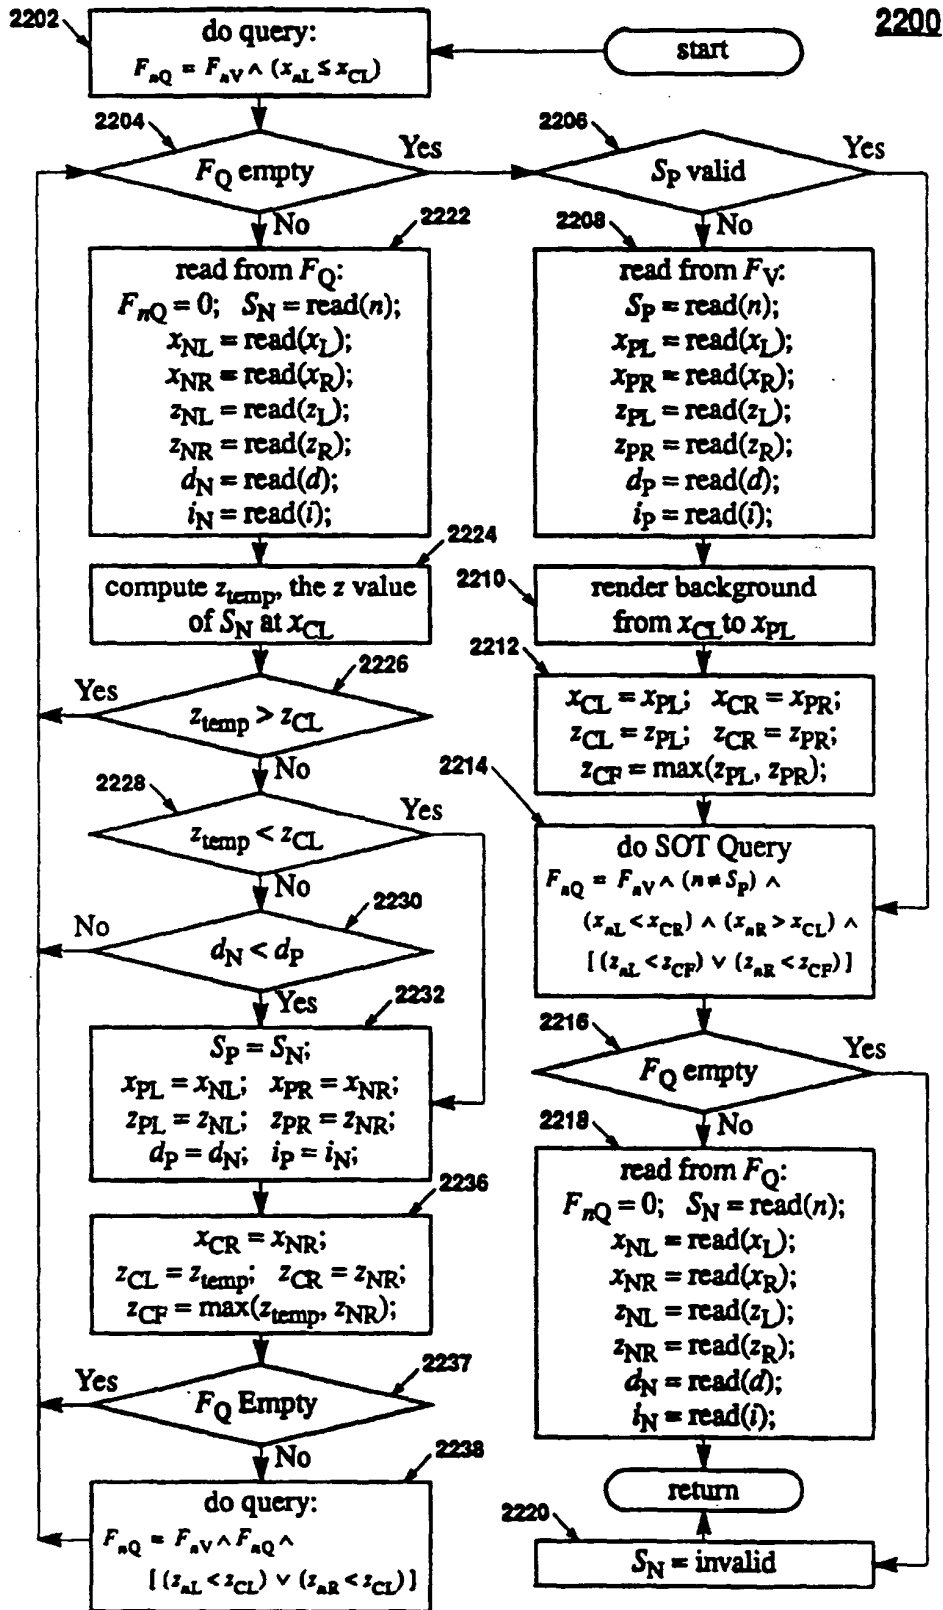 2200
start
2202
do query:
F_nQ = F_nV ∧ (x_nL ≤ x_CL)
2204
F_Q empty
Yes
No
2206
S_P valid
Yes
No
2222
read from F_Q:
F_nQ = 0; S_N = read(n);
x_NL = read(x_L);
x_NR = read(x_R);
z_NL = read(z_L);
z_NR = read(z_R);
d_N = read(d);
i_N = read(i);
2208
read from F_V:
S_P = read(n);
x_PL = read(x_L);
x_PR = read(x_R);
z_PL = read(z_L);
z_PR = read(z_R);
d_P = read(d);
i_P = read(i);
2224
compute z_temp, the z value
of S_N at x_CL
2210
render background
from x_CL to x_PL
2226
Yes
z_temp > z_CL
No
2212
x_CL = x_PL; x_CR = x_PR;
z_CL = z_PL; z_CR = z_PR;
z_CF = max(z_PL, z_PR);
2228
z_temp < z_CL
Yes
No
2214
do SOT Query
F_nQ = F_nV ∧ (n ≠ S_P) ∧
(x_nL < x_CR) ∧ (x_nR > x_CL) ∧
[(z_nL < z_CF) ∨ (z_nR < z_CF)]
2230
No
d_N < d_P
Yes
2232
S_P = S_N;
x_PL = x_NL; x_PR = x_NR;
z_PL = z_NL; z_PR = z_NR;
d_P = d_N; i_P = i_N;
2216
F_Q empty
Yes
No
2236
x_CR = x_NR;
z_CL = z_temp; z_CR = z_NR;
z_CF = max(z_temp, z_NR);
2218
read from F_Q:
F_nQ = 0; S_N = read(n);
x_NL = read(x_L);
x_NR = read(x_R);
z_NL = read(z_L);
z_NR = read(z_R);
d_N = read(d);
i_N = read(i);
2237
Yes
F_Q Empty
No
2238
do query:
F_nQ = F_nV ∧ F_nQ ∧
[(z_nL < z_CL) ∨ (z_nR < z_CL)]
return
2220
S_N = invalid